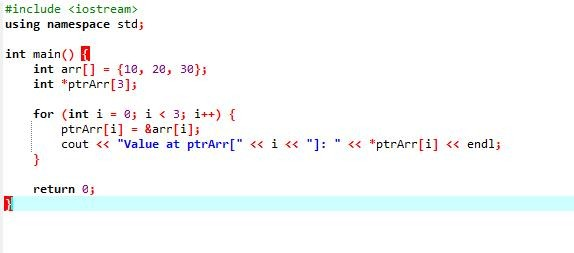 #include <iostream>
using namespace std;
int main() {
    int arr[] = {10, 20, 30};
    int *ptrArr[3];
    for (int i = 0; i < 3; i++) {
        ptrArr[i] = &arr[i];
        cout << "Value at ptrArr[" << i << "]: " << *ptrArr[i] << endl;
    }
    return 0;
}